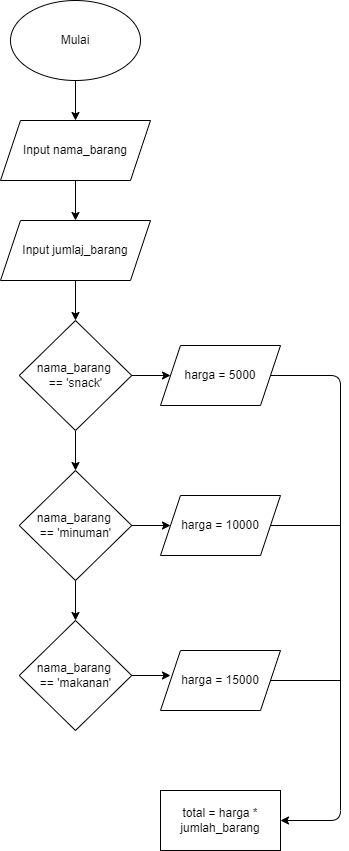 Mulai
Input nama_barang
Input jumlaj_barang
nama_barang
== 'snack'
harga = 5000
nama_barang
== 'minuman'
harga = 10000
nama_barang
== 'makanan'
harga = 15000
total = harga *
jumlah_barang